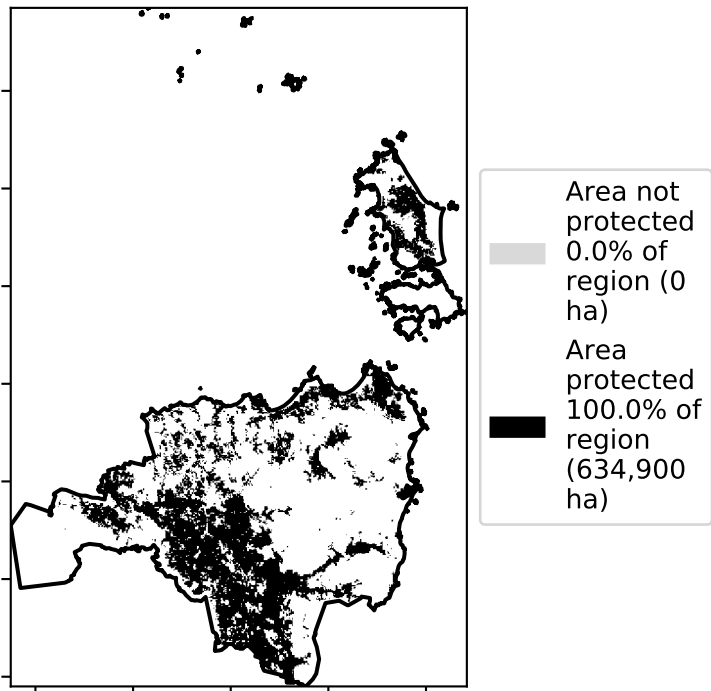 Area not
protected
0.0% of
region (0
ha)
Area
protected
100.0% of
region
(634,900
ha)